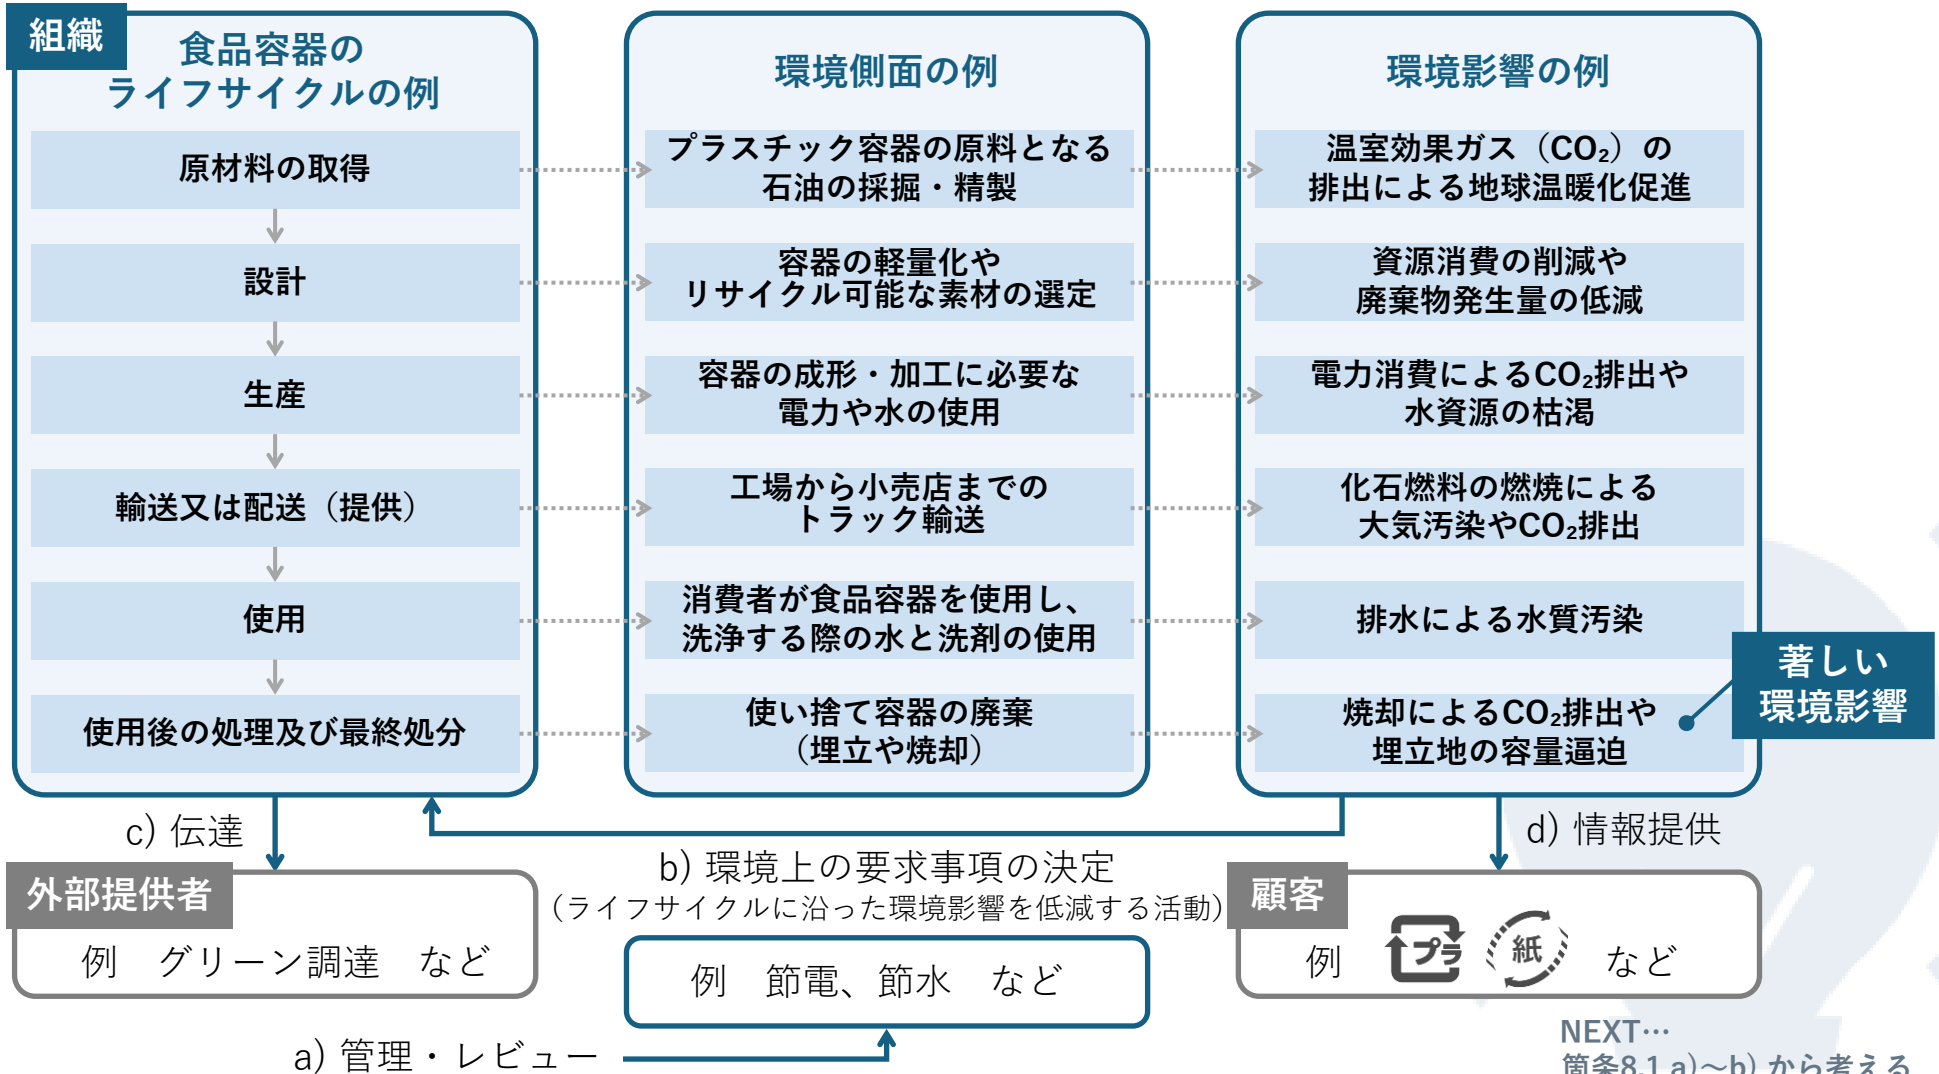 組織
食品容器の
ライフサイクルの例
原材料の取得
設計
生産
輸送又は配送（提供）
使用
使用後の処理及び最終処分
環境側面の例
プラスチック容器の原料となる
石油の採掘・精製
容器の軽量化や
リサイクル可能な素材の選定
容器の成形・加工に必要な
電力や水の使用
工場から小売店までの
トラック輸送
消費者が食品容器を使用し、
洗浄する際の水と洗剤の使用
使い捨て容器の廃棄
（埋立や焼却）
環境影響の例
温室効果ガス（CO₂）の
排出による地球温暖化促進
資源消費の削減や
廃棄物発生量の低減
電力消費によるCO₂排出や
水資源の枯渇
化石燃料の燃焼による
大気汚染やCO₂排出
排水による水質汚染
焼却によるCO₂排出や
埋立地の容量逼迫
著しい
環境影響
c) 伝達
b) 環境上の要求事項の決定
（ライフサイクルに沿った環境影響を低減する活動）
d) 情報提供
外部提供者
例　グリーン調達　など
例　節電、節水　など
顧客
例 プラ 紙 など
a) 管理・レビュー
NEXT…
箇条8.1 a)～b) から考える